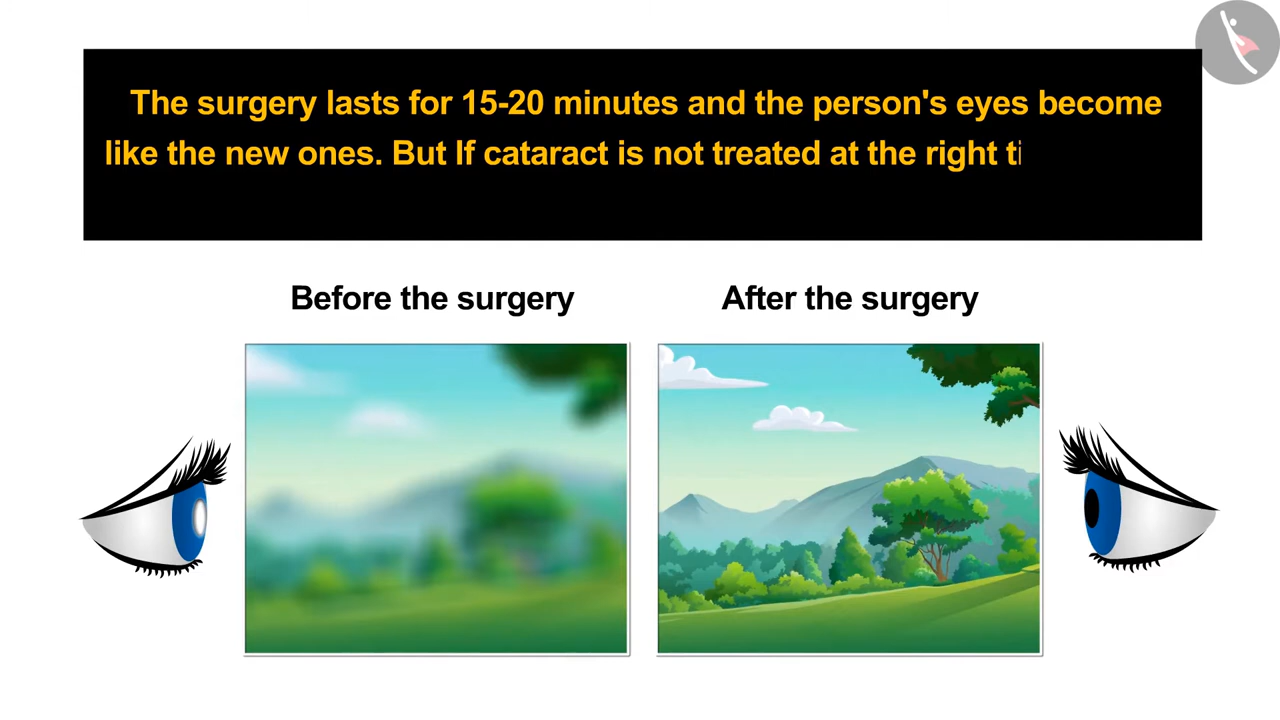 The surgery lasts for 15-20 minutes and the person's eyes become
like the new ones. But If cataract is not treated at the right ti
Before the surgery
After the surgery